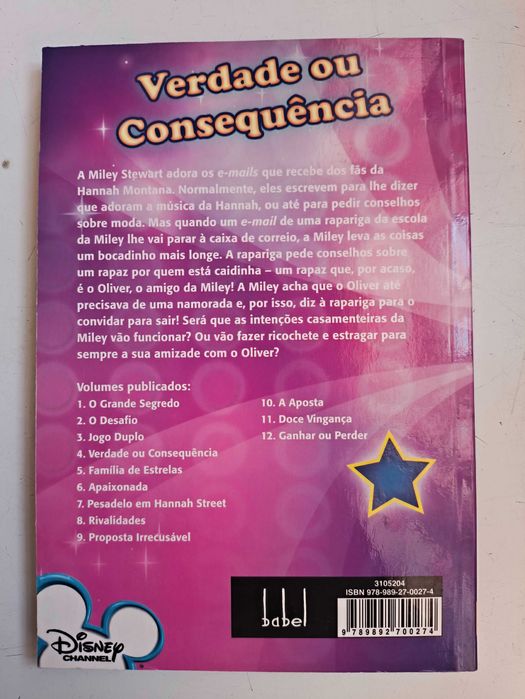 Verdade ou
Consequência
A Miley Stewart adora os e-mails que recebe dos fãs da
Hannah Montana. Normalmente, eles escrevem para lhe dizer
que adoram a música da Hannah, ou até para pedir conselhos
sobre moda. Mas quando um e-mail de uma rapariga da escola
da Miley lhe vai parar à caixa de correio, a Miley leva as coisas
um bocadinho mais longe. A rapariga pede conselhos sobre
um rapaz por quem está caidinha – um rapaz que, por acaso,
é o Oliver, o amigo da Miley! A Miley acha que o Oliver até
precisava de uma namorada e, por isso, diz à rapariga para o
convidar para sair! Será que as intenções casamenteiras da
Miley vão funcionar? Ou vão fazer ricochete e estragar para
sempre a sua amizade com o Oliver?
Volumes publicados:
1. O Grande Segredo
2. O Desafio
3. Jogo Duplo
4. Verdade ou Consequência
5. Família de Estrelas
6. Apaixonada
7. Pesadelo em Hannah Street
8. Rivalidades
9. Proposta Irrecusável
10. A Aposta
11. Doce Vingança
12. Ganhar ou Perder
Disney
CHANNEL
babel
3105204
ISBN 978-989-27-0027-4
9 789892 700274